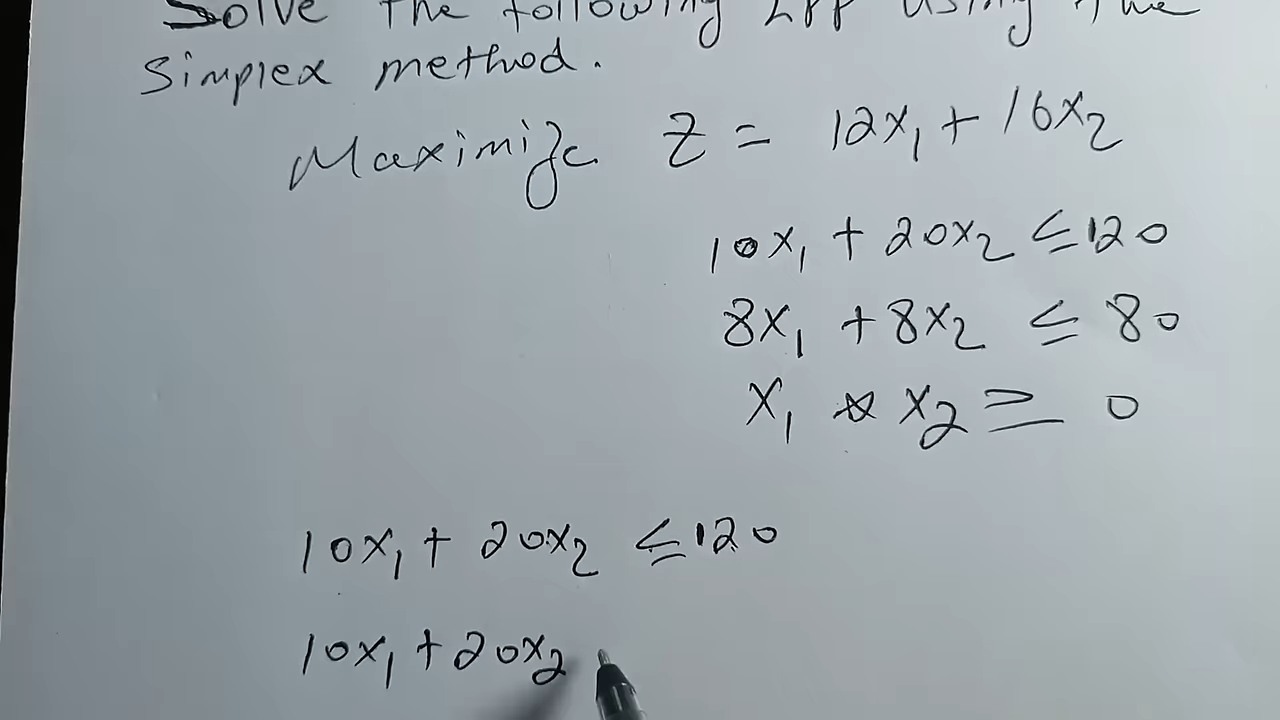 Solve the following LPP using the
simplex method.
Maximize Z = 12x₁ + 16x₂
10x₁ + 20x₂ ≤ 120
8x₁ + 8x₂ ≤ 80
x₁ & x₂ ≥ 0
10x₁ + 20x₂ ≤ 120
10x₁ + 20x₂